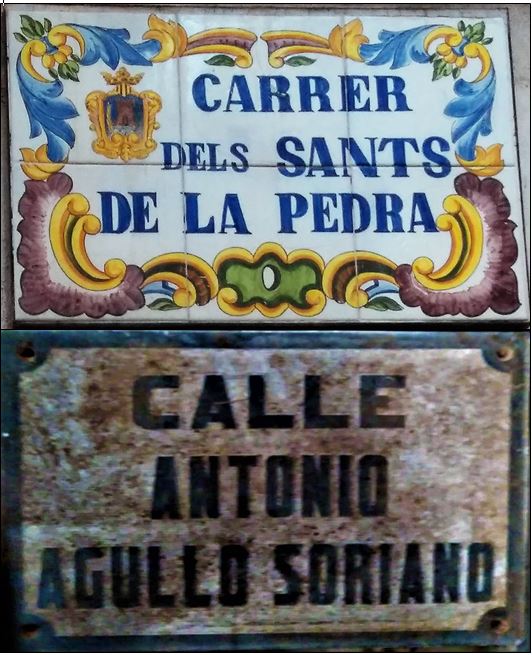 CARRER
DELS SANTS
DE LA PEDRA
CALLE
ANTONIO
AGULLO SORIANO